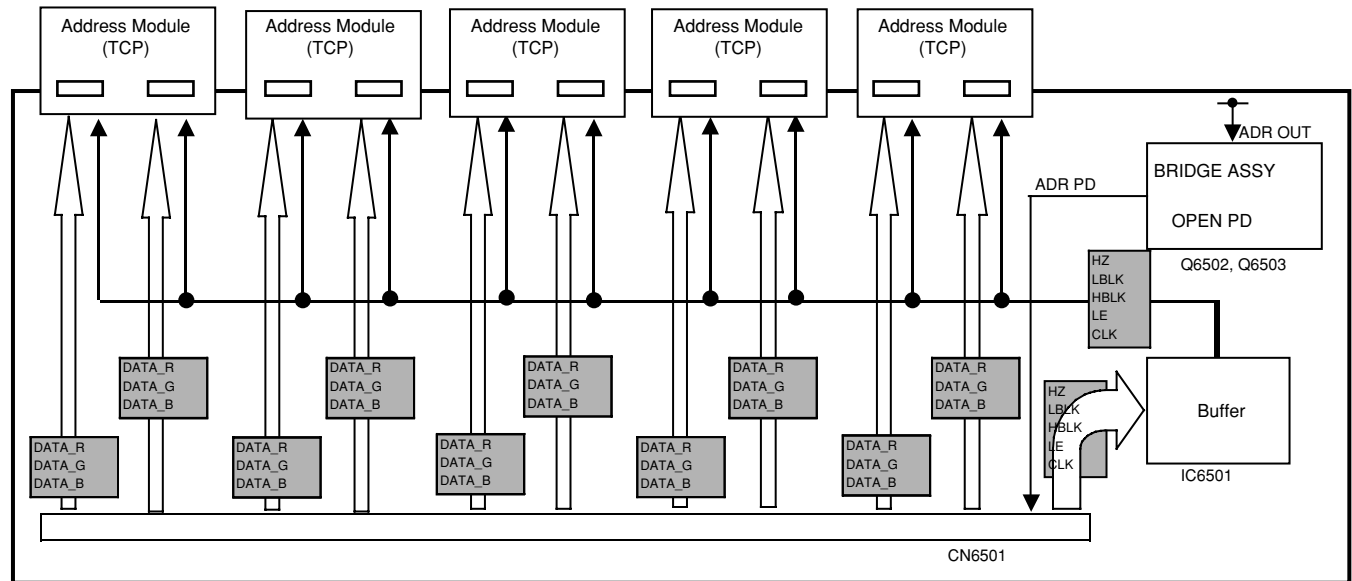 Address Module
(TCP)
Address Module
(TCP)
Address Module
(TCP)
Address Module
(TCP)
Address Module
(TCP)
ADR OUT
BRIDGE ASSY
OPEN PD
ADR PD
Q6502, Q6503
HZ
LBLK
HBLK
LE
CLK
DATA_R
DATA_G
DATA_B
DATA_R
DATA_G
DATA_B
DATA_R
DATA_G
DATA_B
DATA_R
DATA_G
DATA_B
DATA_R
DATA_G
DATA_B
HZ
LBLK
HBLK
LE
CLK
Buffer
IC6501
DATA_R
DATA_G
DATA_B
DATA_R
DATA_G
DATA_B
DATA_R
DATA_G
DATA_B
DATA_R
DATA_G
DATA_B
DATA_R
DATA_G
DATA_B
CN6501